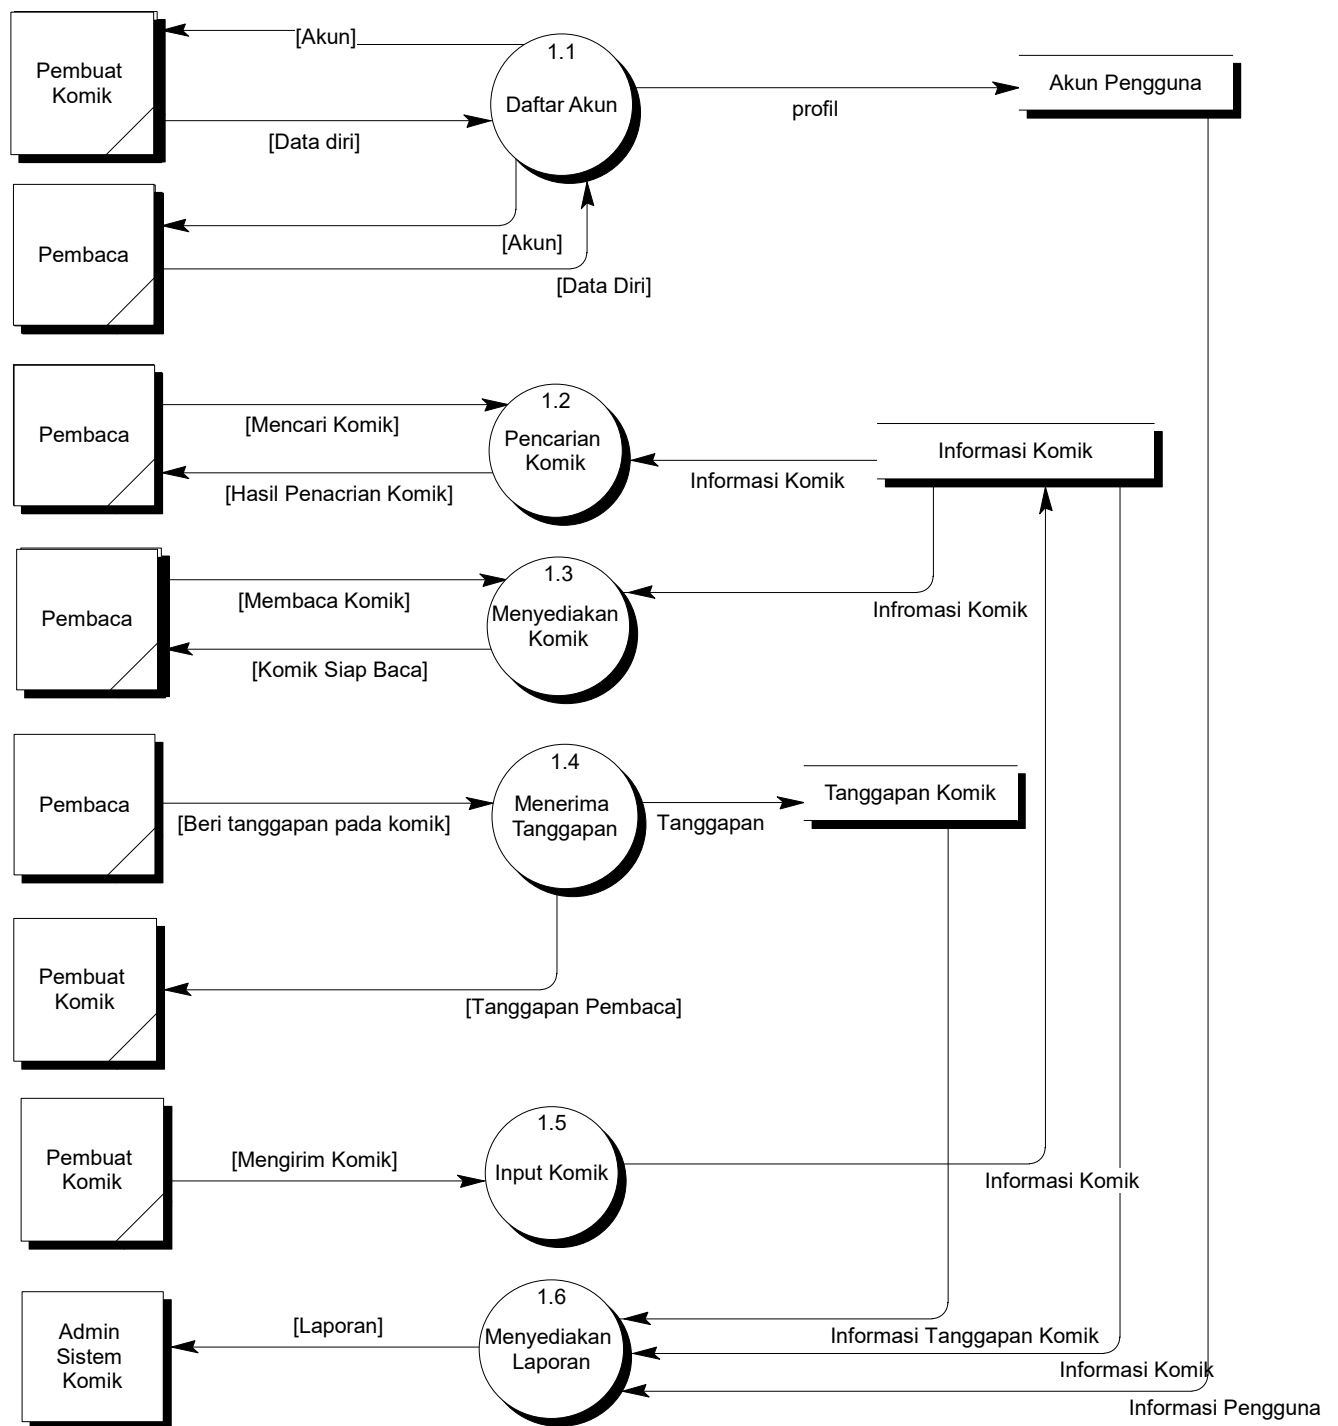 [Akun]
1.1
Pembuat
Komik
Daftar Akun
Akun Pengguna
profil
[Data diri]
Pembaca
[Akun]
[Data Diri]
1.2
[Mencari Komik]
Pembaca
Pencarian
Komik
Informasi Komik
Informasi Komik
[Hasil Penacrian Komik]
1.3
[Membaca Komik]
Pembaca
Menyediakan
Komik
Infromasi Komik
[Komik Siap Baca]
1.4
Pembaca
Menerima
Tanggapan
Tanggapan Komik
[Beri tanggapan pada komik]
Tanggapan
Pembuat
Komik
[Tanggapan Pembaca]
1.5
Pembuat
Komik
[Mengirim Komik]
Input Komik
Informasi Komik
1.6
Admin
Sistem
Komik
[Laporan]
Menyediakan
Laporan
Informasi Tanggapan Komik
Informasi Komik
Informasi Pengguna